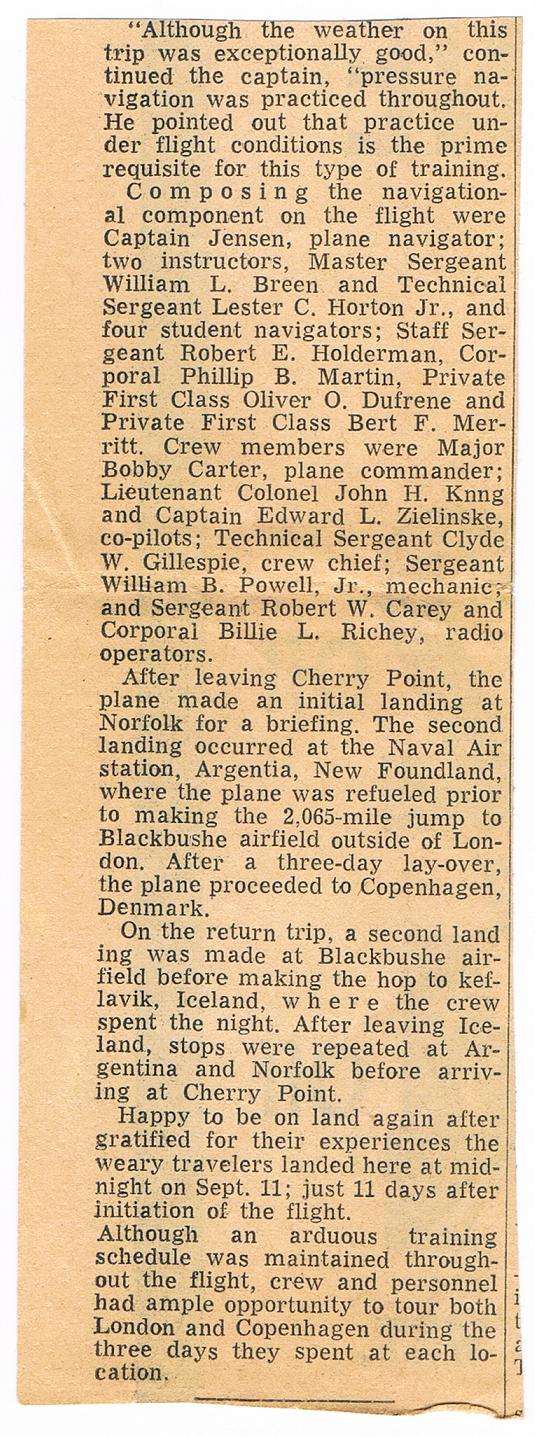 “Although the weather on this
trip was exceptionally good,” con-
tinued the captain, “pressure na-
vigation was practiced throughout.
He pointed out that practice un-
der flight conditions is the prime
requisite for this type of training.
Composing the navigation-
al component on the flight were
Captain Jensen, plane navigator;
two instructors, Master Sergeant
William L. Breen and Technical
Sergeant Lester C. Horton Jr., and
four student navigators; Staff Ser-
geant Robert E. Holderman, Cor-
poral Phillip B. Martin, Private
First Class Oliver O. Dufrene and
Private First Class Bert F. Mer-
ritt. Crew members were Major
Bobby Carter, plane commander;
Lieutenant Colonel John H. Knng
and Captain Edward L. Zielinske,
co-pilots; Technical Sergeant Clyde
W. Gillespie, crew chief; Sergeant
William B. Powell, Jr., mechanic;
and Sergeant Robert W. Carey and
Corporal Billie L. Richey, radio
operators.
After leaving Cherry Point, the
plane made an initial landing at
Norfolk for a briefing. The second
landing occurred at the Naval Air
station, Argentia, New Foundland,
where the plane was refueled prior
to making the 2,065-mile jump to
Blackbushe airfield outside of Lon-
don. After a three-day lay-over,
the plane proceeded to Copenhagen,
Denmark.
On the return trip, a second land
ing was made at Blackbushe air-
field before making the hop to kef-
lavik, Iceland, where the crew
spent the night. After leaving Ice-
land, stops were repeated at Ar-
gentina and Norfolk before arriv-
ing at Cherry Point.
Happy to be on land again after
gratified for their experiences the
weary travelers landed here at mid-
night on Sept. 11; just 11 days after
initiation of the flight.
Although an arduous training
schedule was maintained through-
out the flight, crew and personnel
had ample opportunity to tour both
London and Copenhagen during the
three days they spent at each lo-
cation.